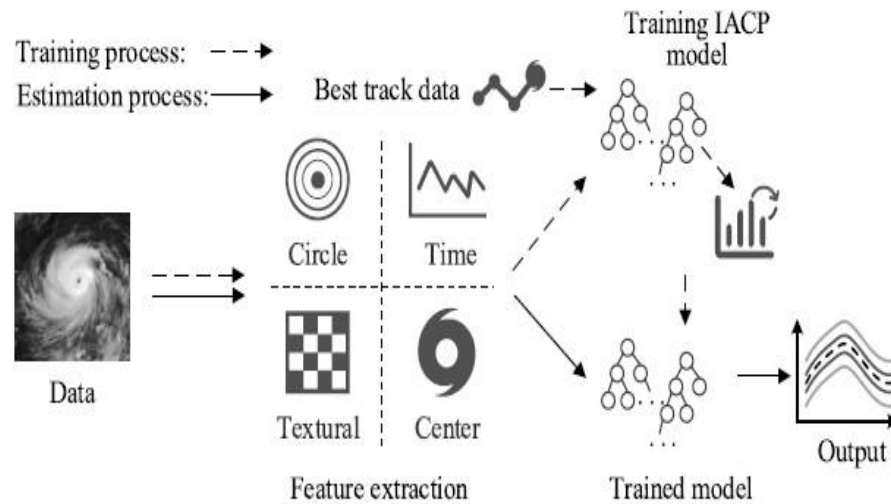 Training process:
Estimation process:
Best track data
Training IACP
model
Circle
Time
Data
Textural
Center
Feature extraction
Trained model
Output